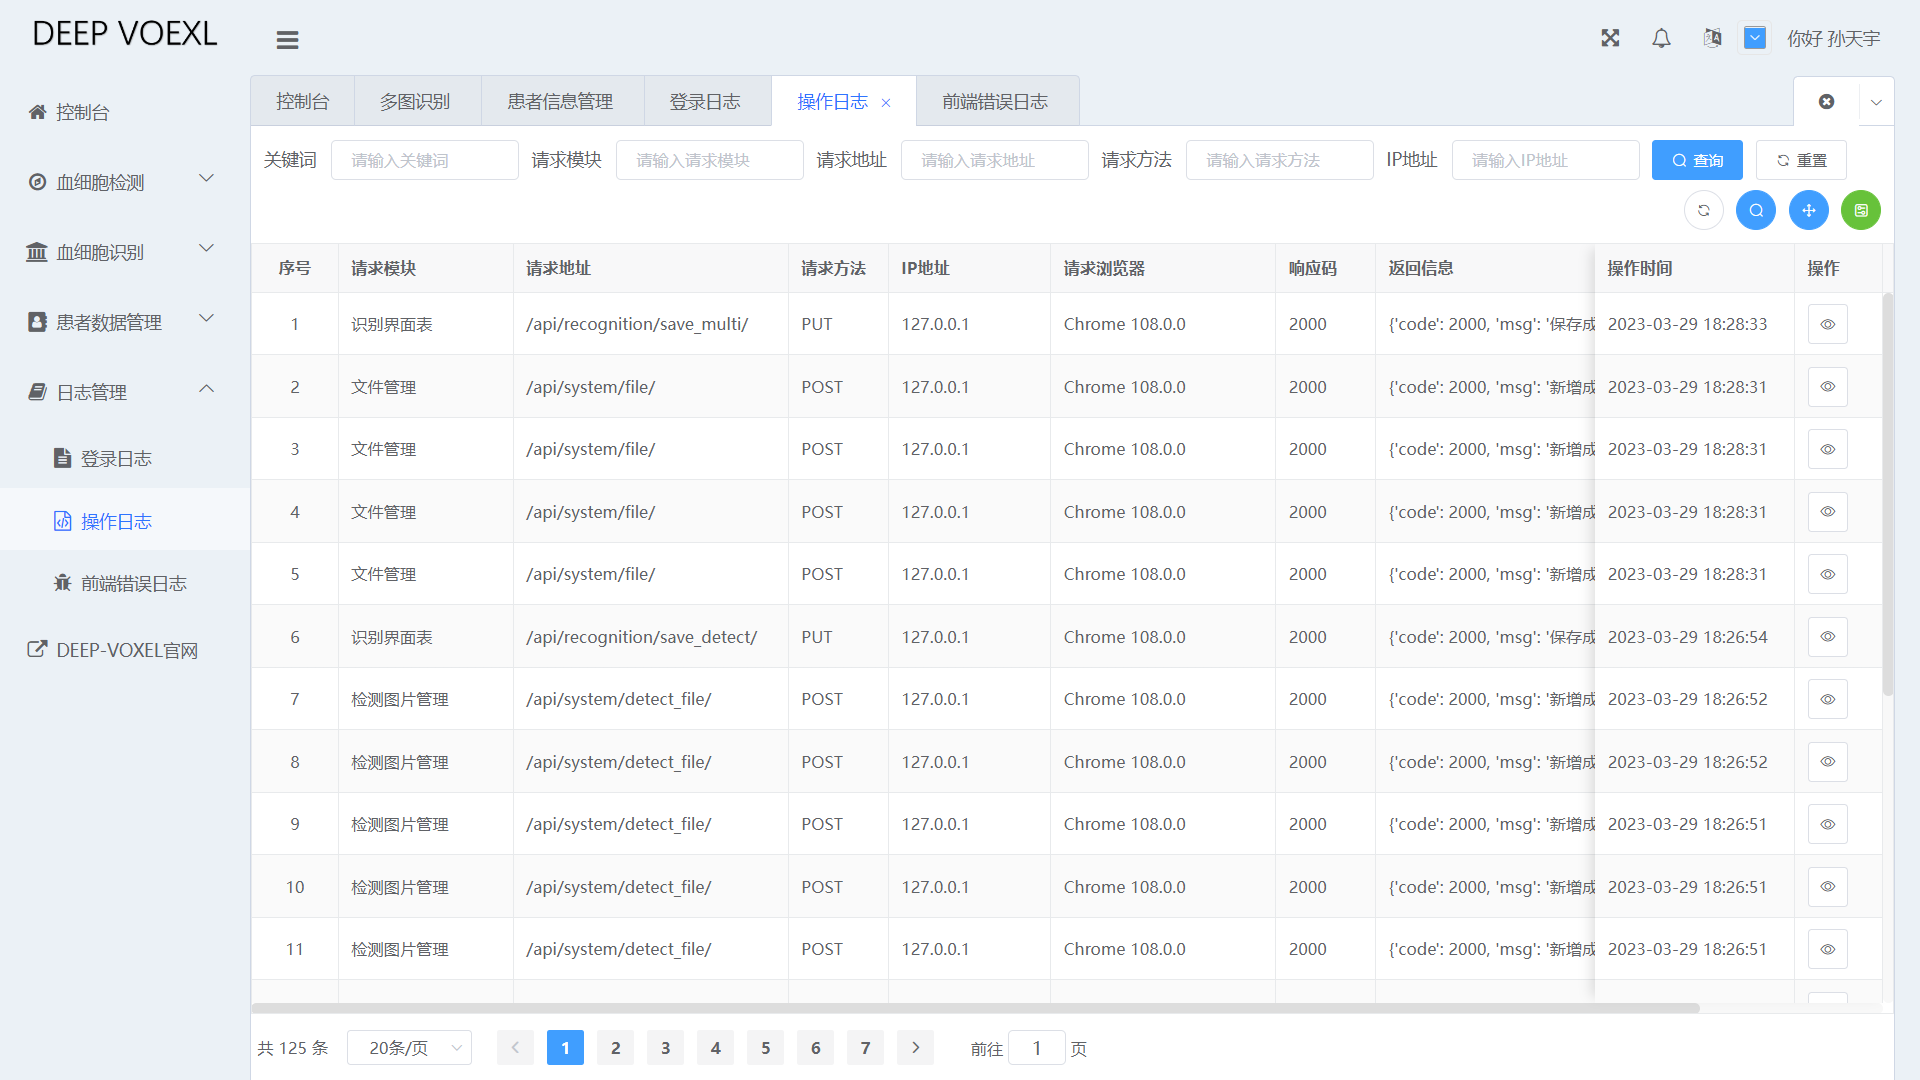 DEEP VOEXL
你好 孙天宇
控制台
血细胞检测
血细胞识别
患者数据管理
日志管理
登录日志
操作日志
前端错误日志
DEEP-VOXEL官网
控制台 多图识别 患者信息管理 登录日志 操作日志 前端错误日志
关键词 请输入关键词 请求模块 请输入请求模块 请求地址 请输入请求地址 请求方法 请输入请求方法 IP地址 请输入IP地址 查询 重置
序号 请求模块 请求地址 请求方法 IP地址 请求浏览器 响应码 返回信息 操作时间 操作
1 识别界面表 /api/recognition/save_multi/ PUT 127.0.0.1 Chrome 108.0.0 2000 {'code': 2000, 'msg': '保存成 2023-03-29 18:28:33
2 文件管理 /api/system/file/ POST 127.0.0.1 Chrome 108.0.0 2000 {'code': 2000, 'msg': '新增成 2023-03-29 18:28:31
3 文件管理 /api/system/file/ POST 127.0.0.1 Chrome 108.0.0 2000 {'code': 2000, 'msg': '新增成 2023-03-29 18:28:31
4 文件管理 /api/system/file/ POST 127.0.0.1 Chrome 108.0.0 2000 {'code': 2000, 'msg': '新增成 2023-03-29 18:28:31
5 文件管理 /api/system/file/ POST 127.0.0.1 Chrome 108.0.0 2000 {'code': 2000, 'msg': '新增成 2023-03-29 18:28:31
6 识别界面表 /api/recognition/save_detect/ PUT 127.0.0.1 Chrome 108.0.0 2000 {'code': 2000, 'msg': '保存成 2023-03-29 18:26:54
7 检测图片管理 /api/system/detect_file/ POST 127.0.0.1 Chrome 108.0.0 2000 {'code': 2000, 'msg': '新增成 2023-03-29 18:26:52
8 检测图片管理 /api/system/detect_file/ POST 127.0.0.1 Chrome 108.0.0 2000 {'code': 2000, 'msg': '新增成 2023-03-29 18:26:52
9 检测图片管理 /api/system/detect_file/ POST 127.0.0.1 Chrome 108.0.0 2000 {'code': 2000, 'msg': '新增成 2023-03-29 18:26:51
10 检测图片管理 /api/system/detect_file/ POST 127.0.0.1 Chrome 108.0.0 2000 {'code': 2000, 'msg': '新增成 2023-03-29 18:26:51
11 检测图片管理 /api/system/detect_file/ POST 127.0.0.1 Chrome 108.0.0 2000 {'code': 2000, 'msg': '新增成 2023-03-29 18:26:51
共 125 条 20条/页 1 2 3 4 5 6 7 前往 1 页